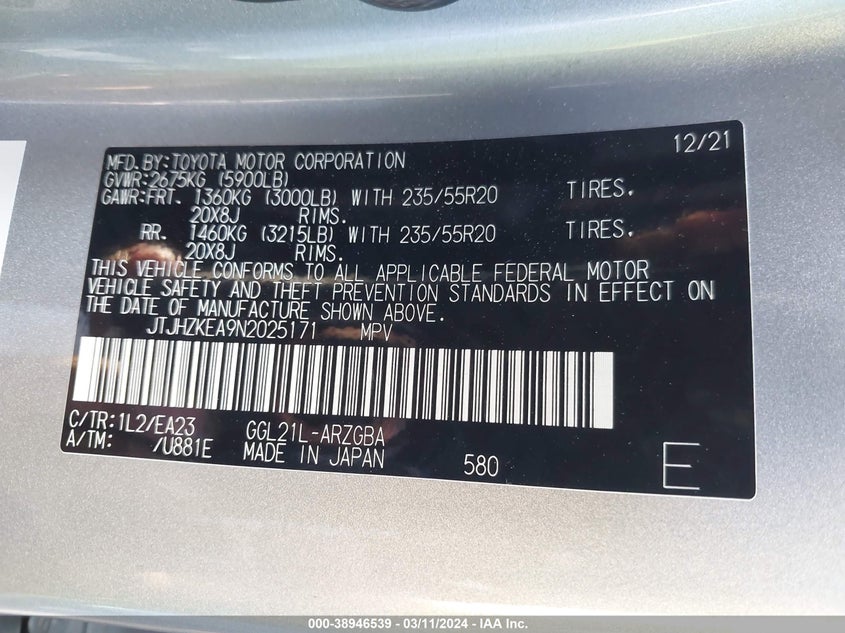 12/21
MFD.BY:TOYOTA MOTOR CORPORATION
GVWR:2675KG (5900LB)
GAWR:FRT. 1360KG (3000LB) WITH 235/55R20 TIRES.
20X8J RIMS.
RR. 1460KG (3215LB) WITH 235/55R20 TIRES.
20X8J RIMS.
THIS VEHICLE CONFORMS TO ALL APPLICABLE FEDERAL MOTOR
VEHICLE SAFETY AND THEFT PREVENTION STANDARDS IN EFFECT ON
THE DATE OF MANUFACTURE SHOWN ABOVE.
JTJHZKEA9N2025171 MPV
C/TR:1L2/EA23 GGL21L-ARZGBA
A/TM: /U881E MADE IN JAPAN 580 E
000-38946539 - 03/11/2024 - IAA Inc.